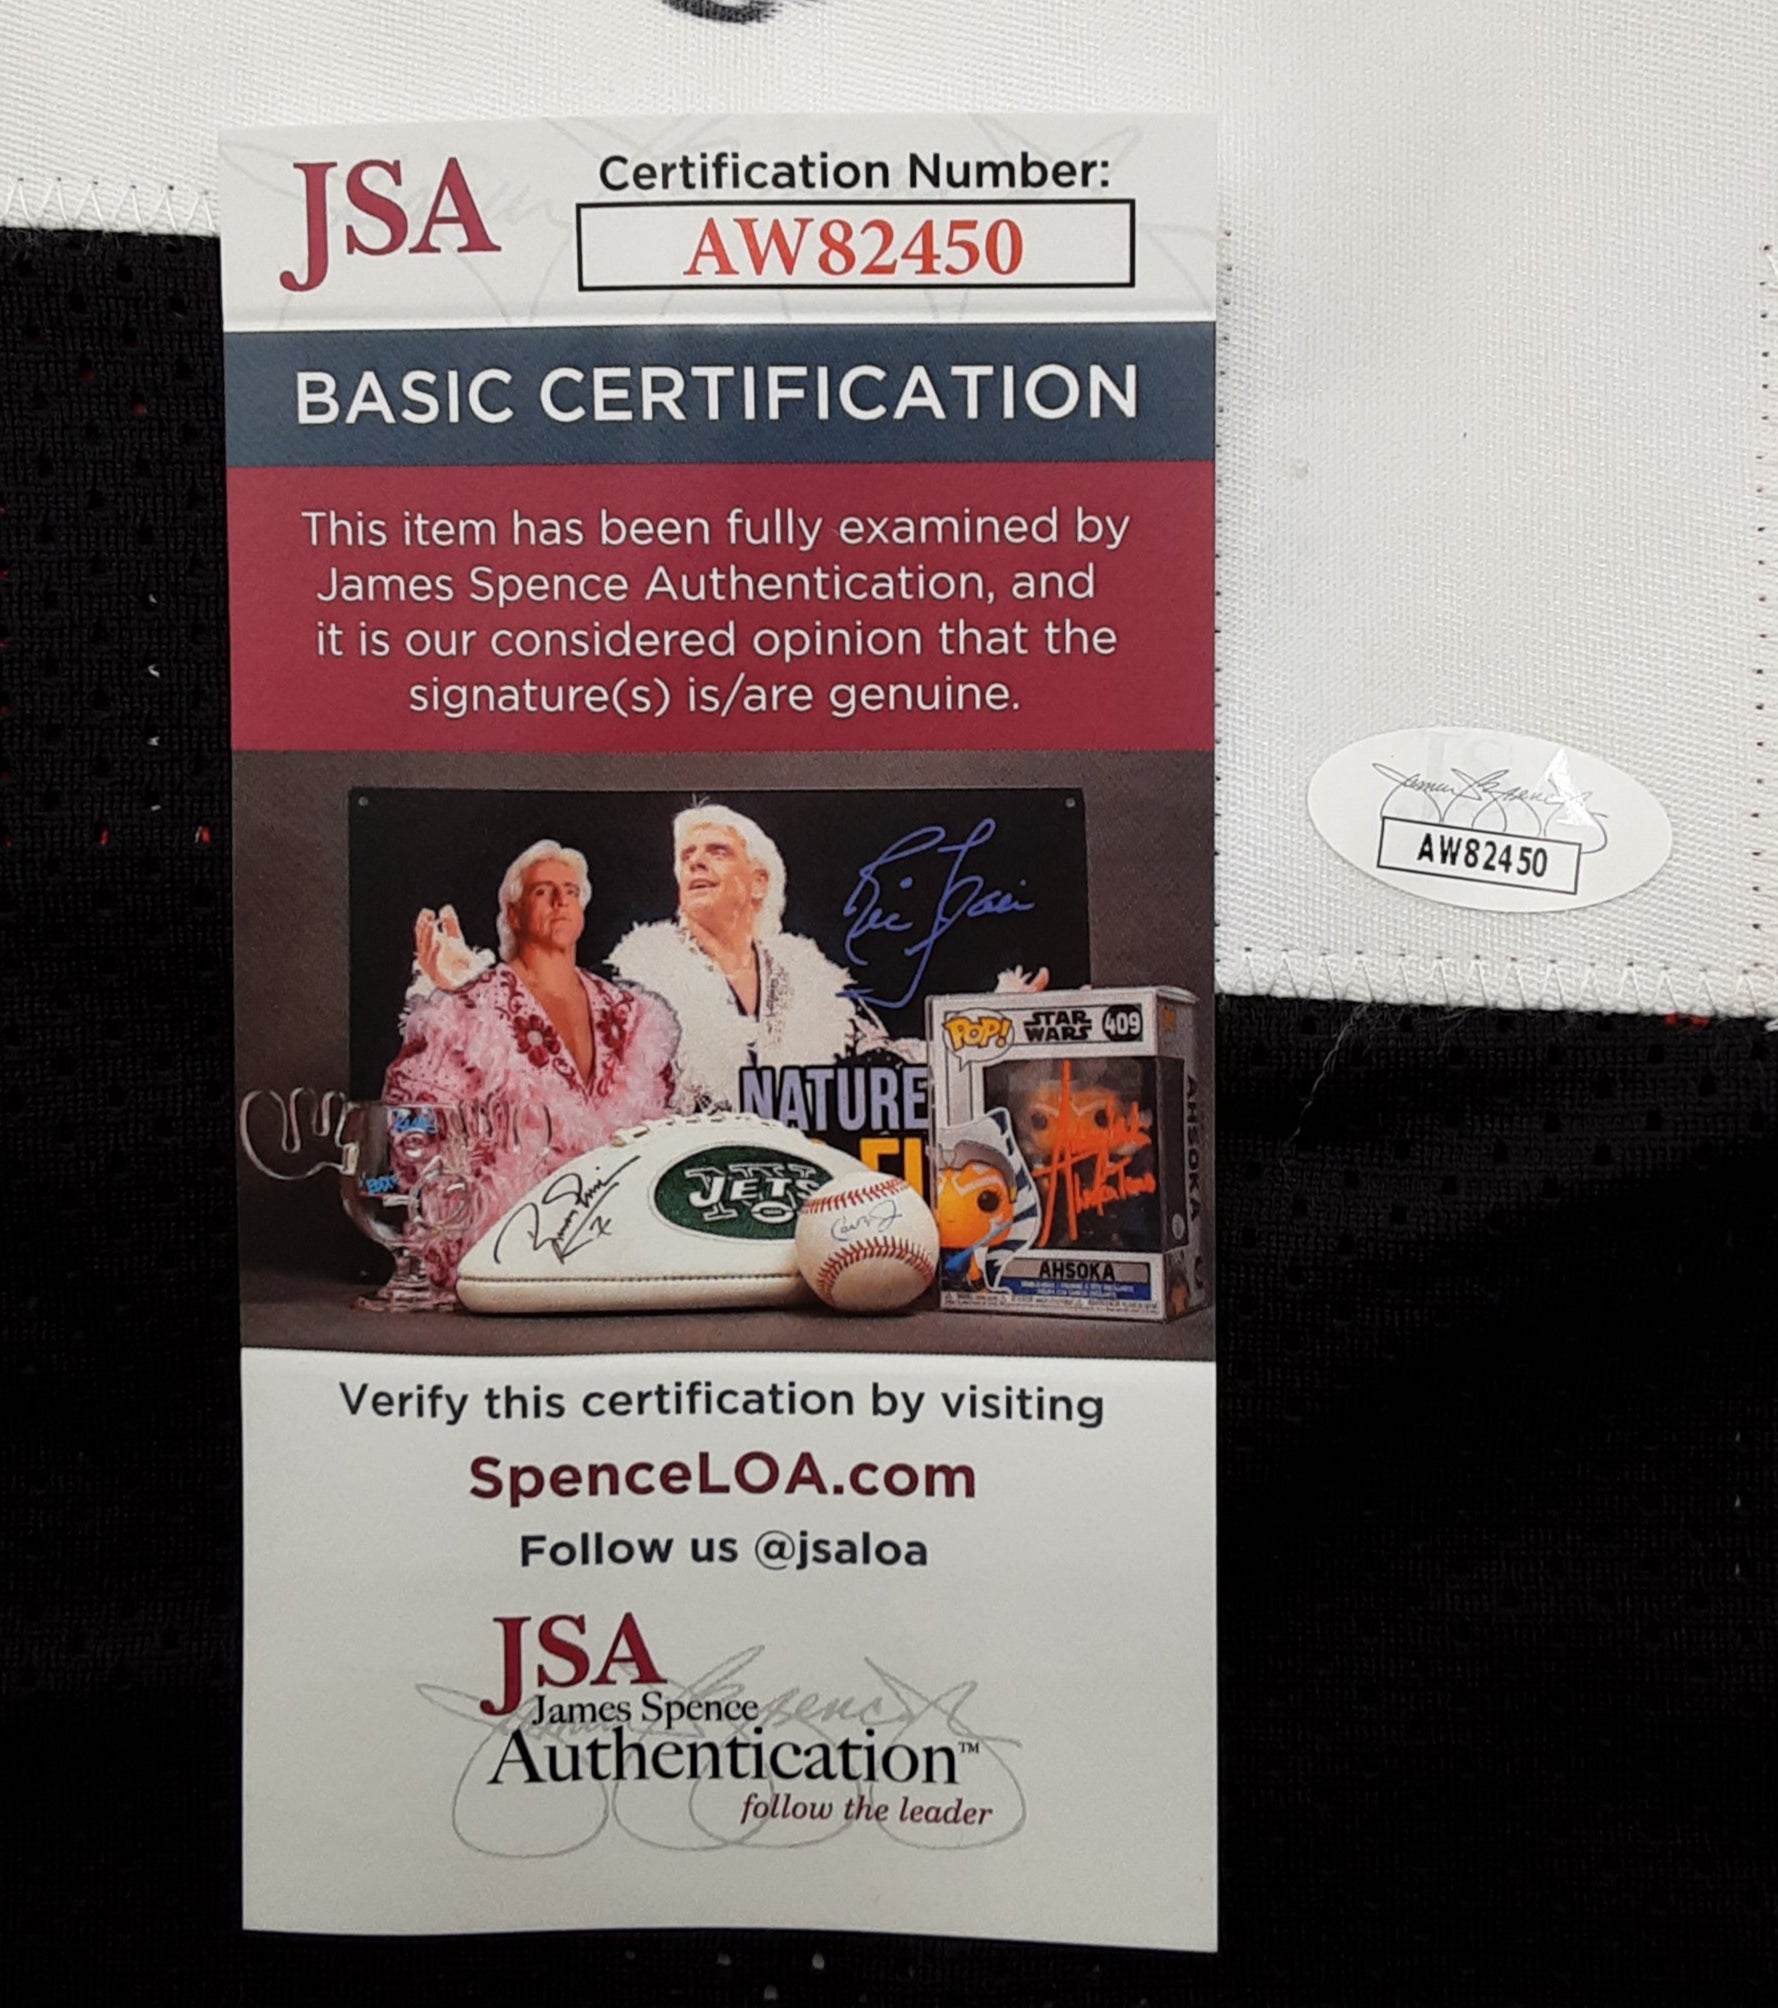 JSA
Certification Number:
AW82450
BASIC CERTIFICATION
This item has been fully examined by
James Spence Authentication, and
it is our considered opinion that the
signature(s) is/are genuine.
Ric Flair
POP!
STAR
WARS
409
NATURE
JETS
AHSOKA
AHSOKA
AW82450
Verify this certification by visiting
SpenceLOA.com
Follow us @jsaloa
JSA
James Spence
Authentication™
follow the leader